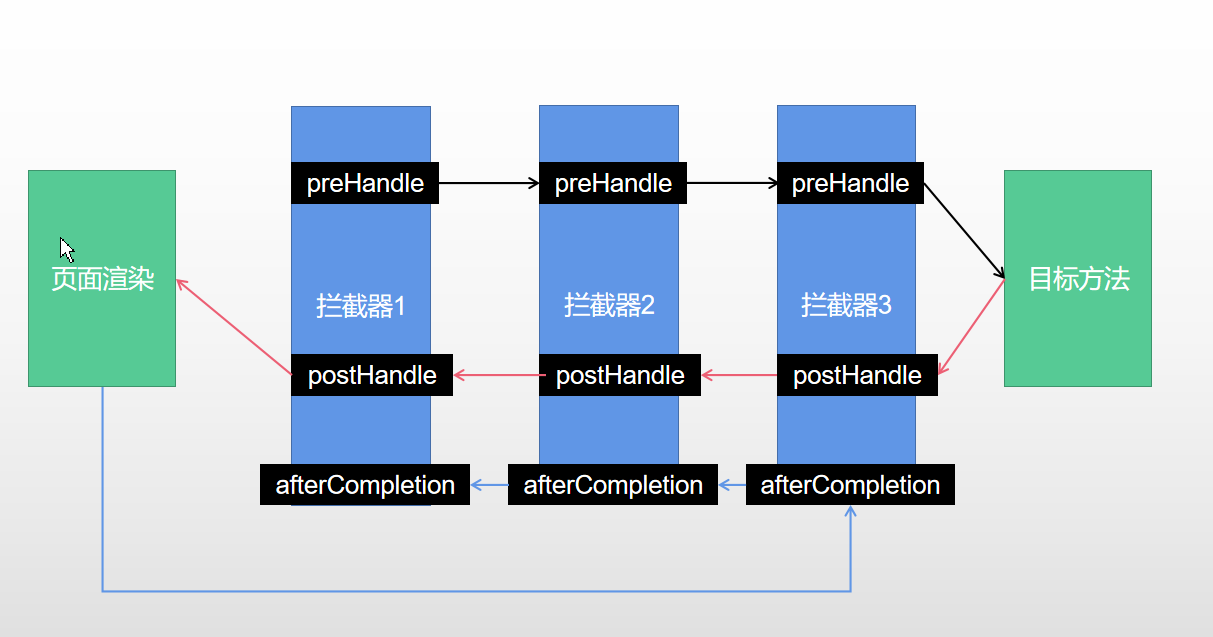 preHandle
preHandle
preHandle
页面渲染
拦截器1
拦截器2
拦截器3
目标方法
postHandle
postHandle
postHandle
afterCompletion
afterCompletion
afterCompletion